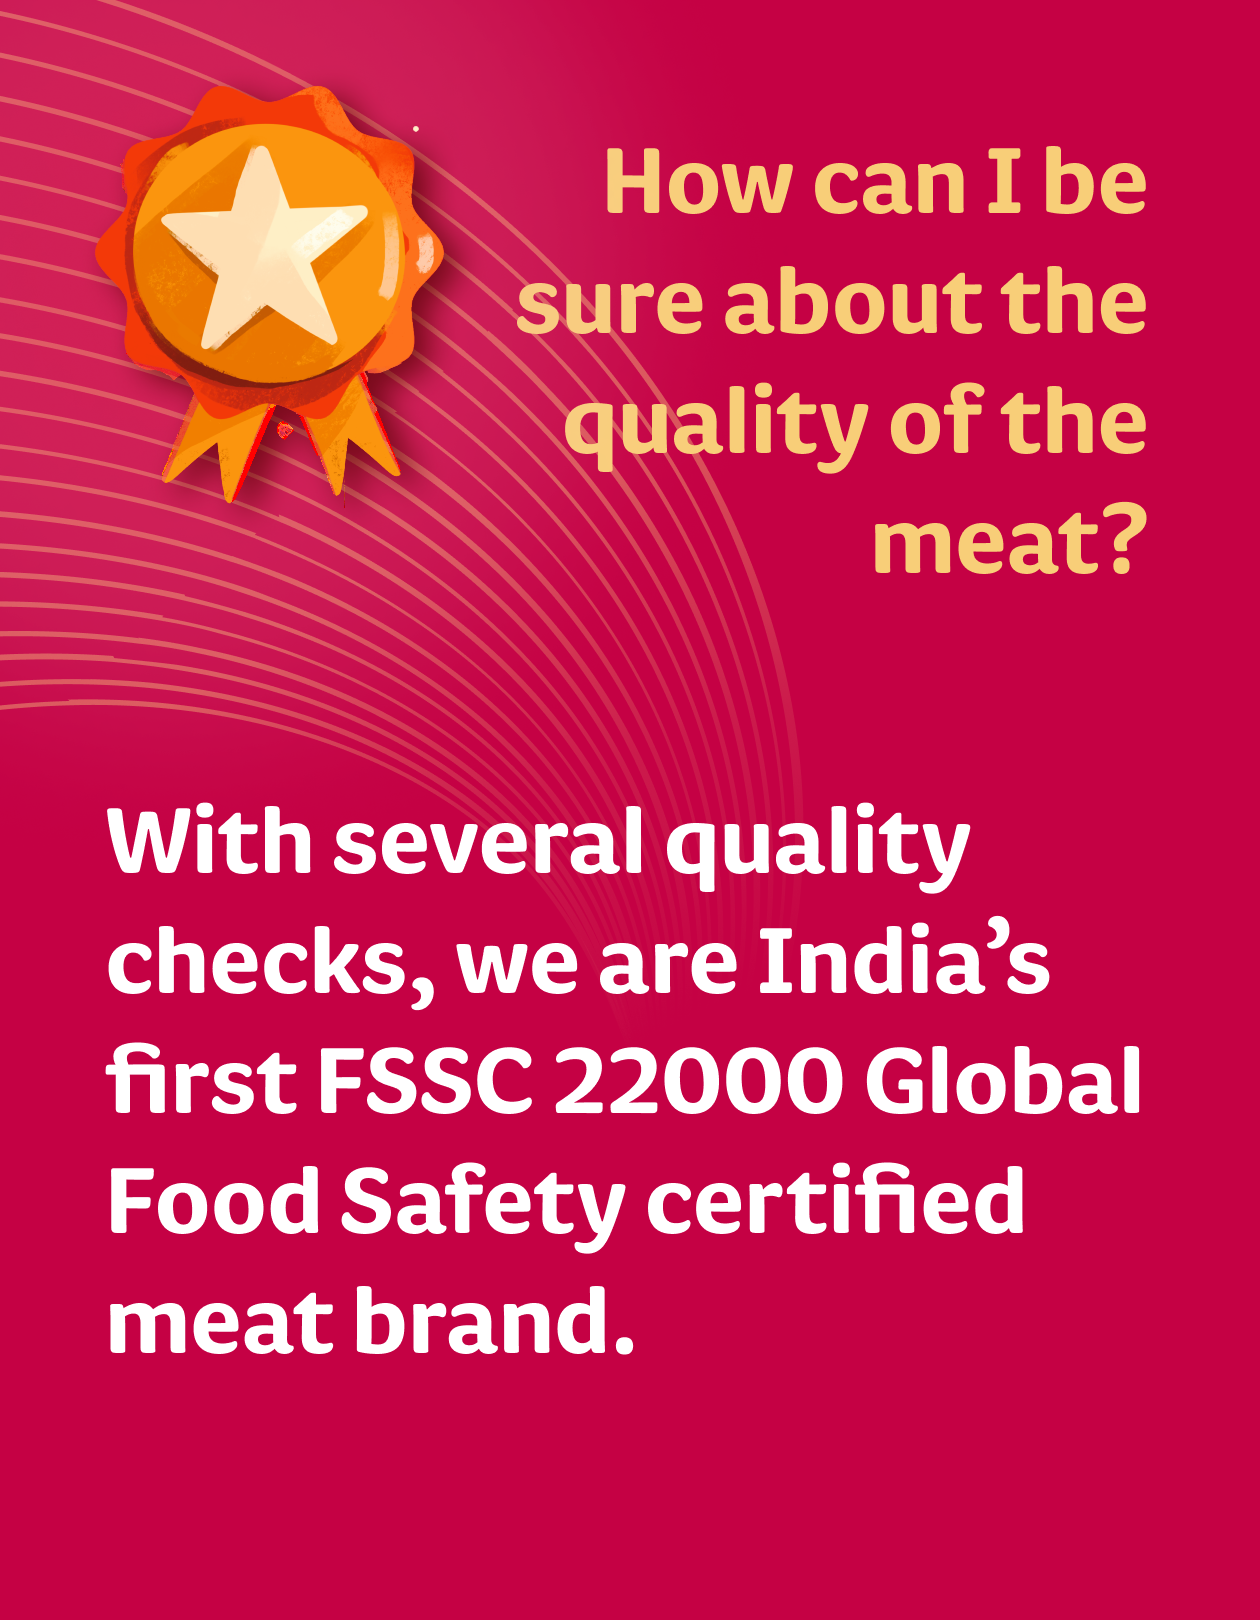 How can I be
sure about the
quality of the
meat?
With several quality
checks, we are India’s
first FSSC 22000 Global
Food Safety certified
meat brand.